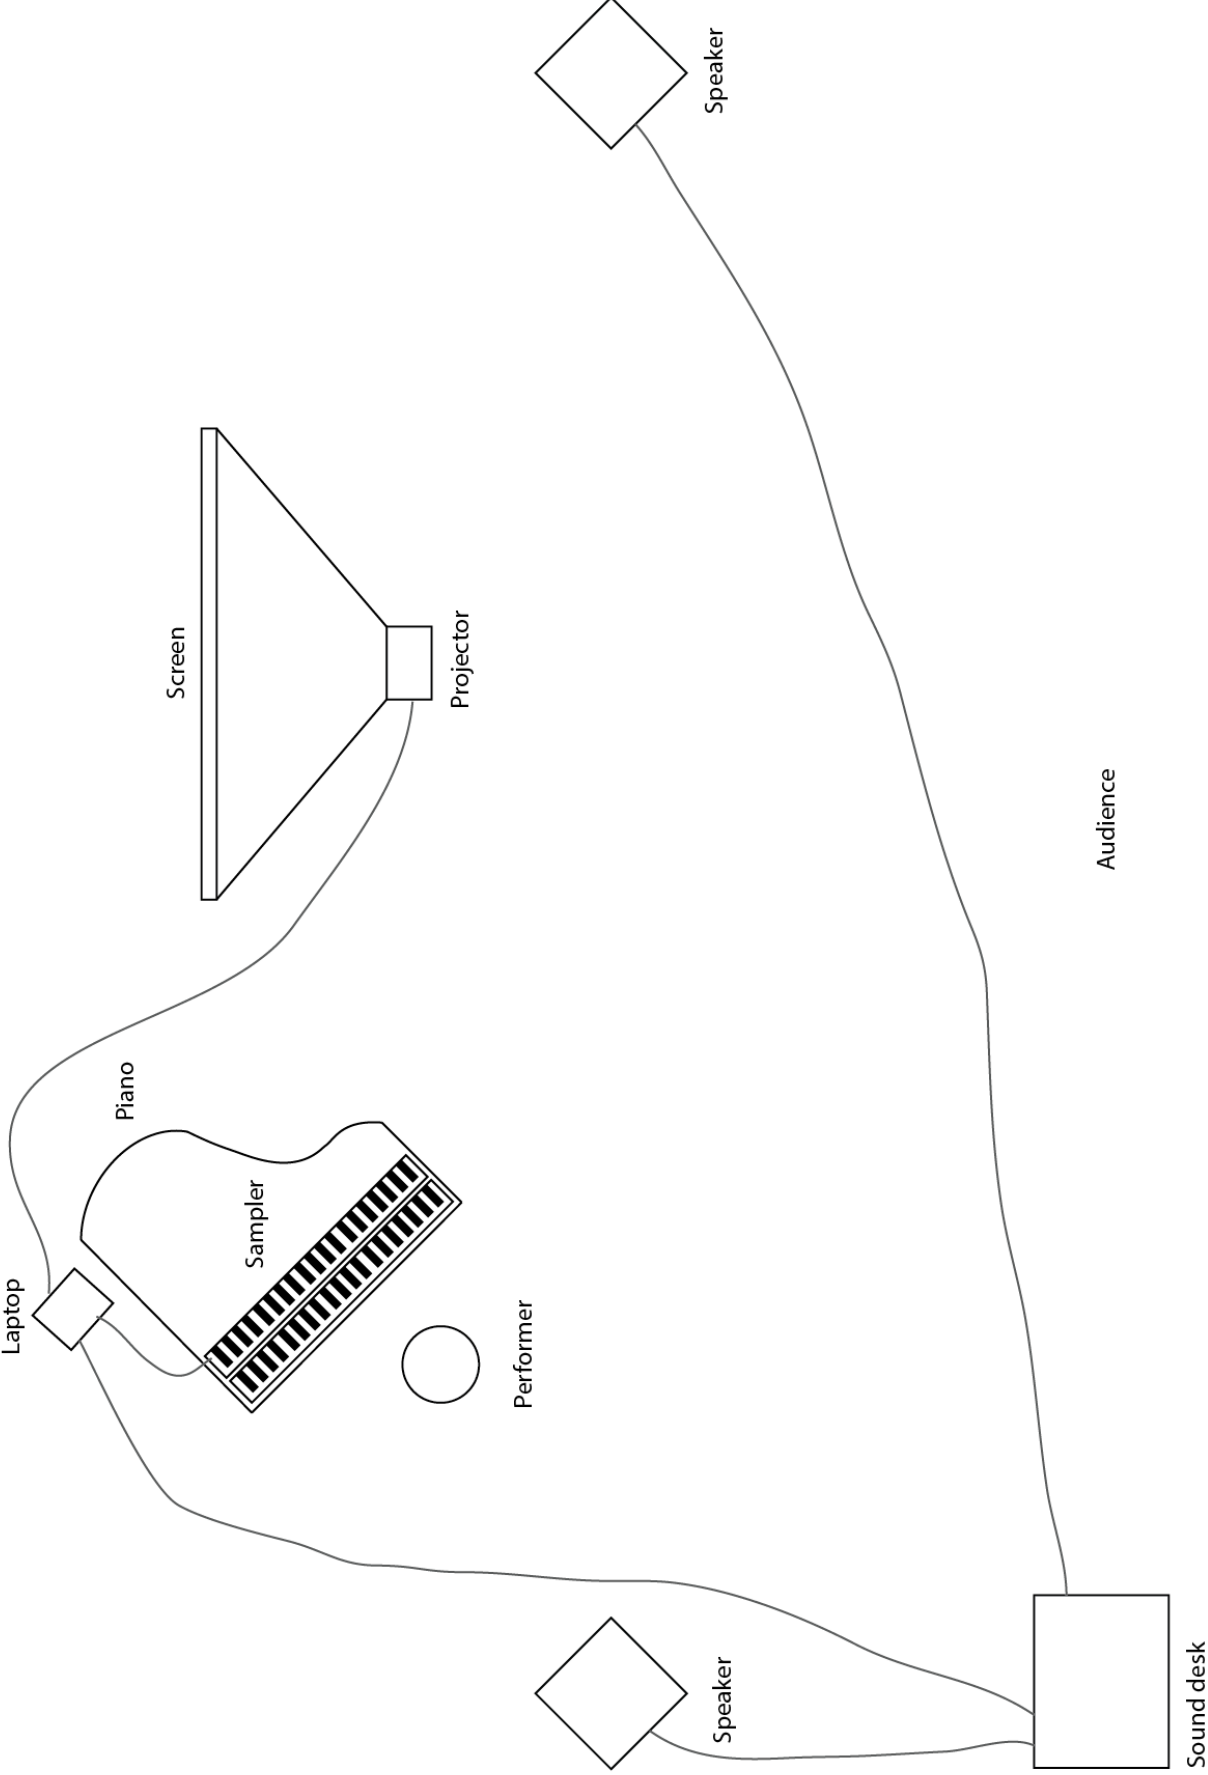 Laptop
Piano
Screen
Sampler
Projector
Performer
Speaker
Speaker
Audience
Sound desk